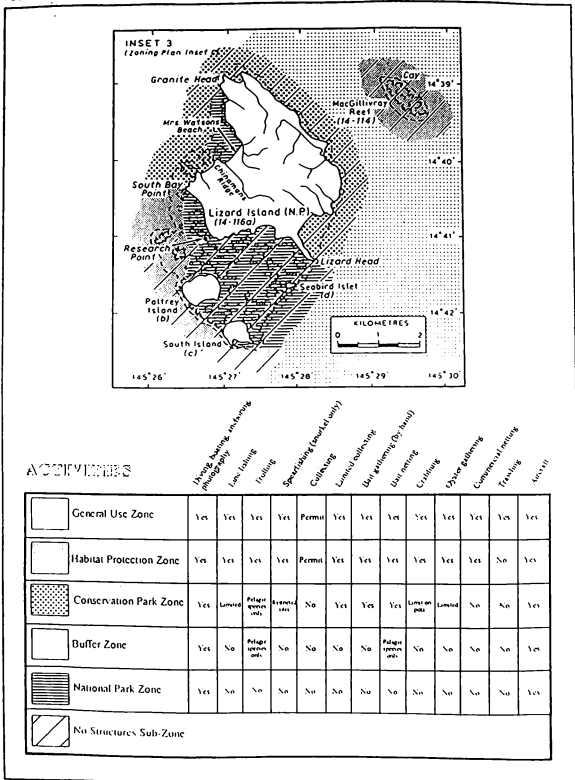 INSET 3
(Zoning Plan Inset)
Granite Head
Cay
14°39'
MacGillivray
Reef
(14-114)
Mrs. Watsons
Beach
14°40'
Chinamans
Ridge
South Bay
Point
Lizard Island (N.P.)
(14-116a)
14°41'
Research
Point
Lizard Head
Seabird Islet
(d)
Palfrey
Island
(b)
14°42'
KILOMETRES
0 1 2
South Island
(c)
145°26' 145°27' 145°28' 145°29' 145°30'
ACTIVITIES
Diving, boating, anchoring, photography
Line fishing
Trolling
Spearfishing (snorkel only)
Collecting
Limited collecting
Bait gathering (by hand)
Bait netting
Crabbing
Oyster gathering
Commercial netting
Trawling
Aircraft
General Use Zone Yes Yes Yes Yes Permit Yes Yes Yes Yes Yes Yes Yes Yes
Habitat Protection Zone Yes Yes Yes Yes Permit Yes Yes Yes Yes Yes Yes No Yes
Conservation Park Zone Yes Limited Pelagic species only Restricted No Yes Yes Yes Limit on pots Limited No No Yes
Buffer Zone Yes No Pelagic species only No No No No Pelagic species only No No No No Yes
National Park Zone Yes No No No No No No No No No No No Yes
No Structures Sub-Zone